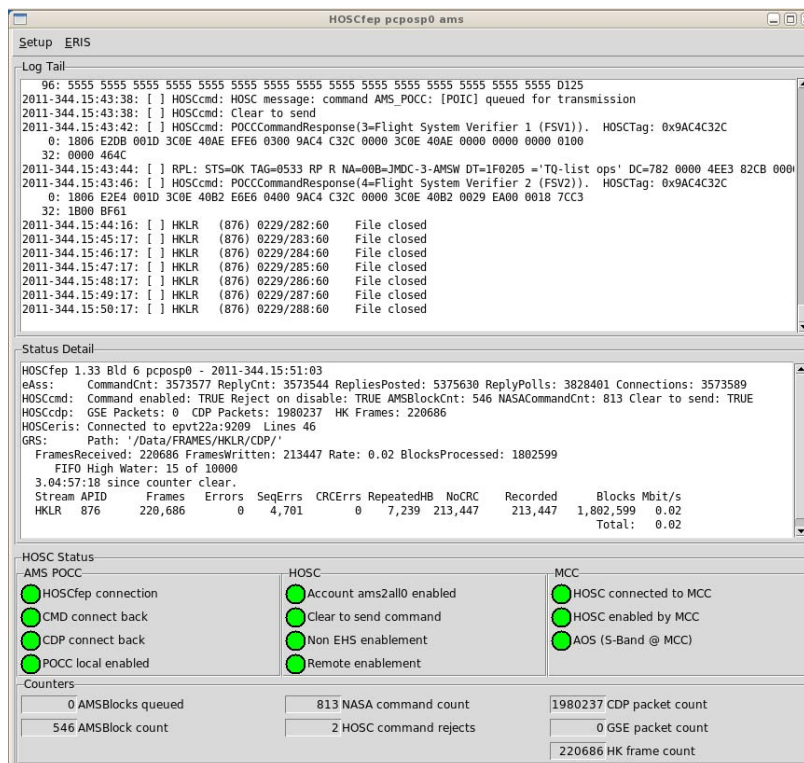 HOSCfep pcposp0 ams
Setup ERIS
Log Tail
96: 5555 5555 5555 5555 5555 5555 5555 5555 5555 5555 5555 5555 5555 5555 5555 D125
2011-344.15:43:38: [ ] HOSCcmd: HOSC message: command AMS_POCC: [POIC] queued for transmission
2011-344.15:43:38: [ ] HOSCcmd: Clear to send
2011-344.15:43:42: [ ] HOSCcmd: POCCCommandResponse(3=Flight System Verifier 1 (FSV1)). HOSCTag: 0x9AC4C32C
0: 1806 E2DB 001D 3C0E 40AE EFE6 0300 9AC4 C32C 0000 3C0E 40AE 0000 0000 0000 0100
32: 0000 464C
2011-344.15:43:44: [ ] RPL: STS=OK TAG=0533 RP R NA=00B=JMDC-3-AMSW DT=1F0205 ='TQ-list ops' DC=782 0000 4EE3 82CB 000
2011-344.15:43:46: [ ] HOSCcmd: POCCCommandResponse(4=Flight System Verifier 2 (FSV2)). HOSCTag: 0x9AC4C32C
0: 1806 E2E4 001D 3C0E 40B2 E6E6 0400 9AC4 C32C 0000 3C0E 40B2 0029 EA00 0018 7CC3
32: 1B00 BF61
2011-344.15:44:16: [ ] HKLR (876) 0229/282:60 File closed
2011-344.15:45:17: [ ] HKLR (876) 0229/283:60 File closed
2011-344.15:46:17: [ ] HKLR (876) 0229/284:60 File closed
2011-344.15:47:17: [ ] HKLR (876) 0229/285:60 File closed
2011-344.15:48:17: [ ] HKLR (876) 0229/286:60 File closed
2011-344.15:49:17: [ ] HKLR (876) 0229/287:60 File closed
2011-344.15:50:17: [ ] HKLR (876) 0229/288:60 File closed
Status Detail
HOSCfep 1.33 Bld 6 pcposp0 - 2011-344.15:51:03
eAss: CommandCnt: 3573577 ReplyCnt: 3573544 RepliesPosted: 5375630 ReplyPolls: 3828401 Connections: 3573589
HOSCcmd: Command enabled: TRUE Reject on disable: TRUE AMSBlockCnt: 546 NASACommandCnt: 813 Clear to send: TRUE
HOSCcdp: GSE Packets: 0 CDP Packets: 1980237 HK Frames: 220686
HOSCeris: Connected to epvt22a:9209 Lines 46
GRS: Path: '/Data/FRAMES/HKLR/CDP/'
FramesReceived: 220686 FramesWritten: 213447 Rate: 0.02 BlocksProcessed: 1802599
FIFO High Water: 15 of 10000
3.04:57:18 since counter clear.
Stream APID Frames Errors SeqErrs CRCErrs RepeatedHB NoCRC Recorded Blocks Mbit/s
HKLR 876 220,686 0 4,701 0 7,239 213,447 213,447 1,802,599 0.02
Total: 0.02
HOSC Status
AMS POCC HOSC MCC
HOSCfep connection Account ams2all0 enabled HOSC connected to MCC
CMD connect back Clear to send command HOSC enabled by MCC
CDP connect back Non EHS enablement AOS (S-Band @ MCC)
POCC local enabled Remote enablement
Counters
0 AMSBlocks queued 813 NASA command count 1980237 CDP packet count
546 AMSBlock count 2 HOSC command rejects 0 GSE packet count
220686 HK frame count